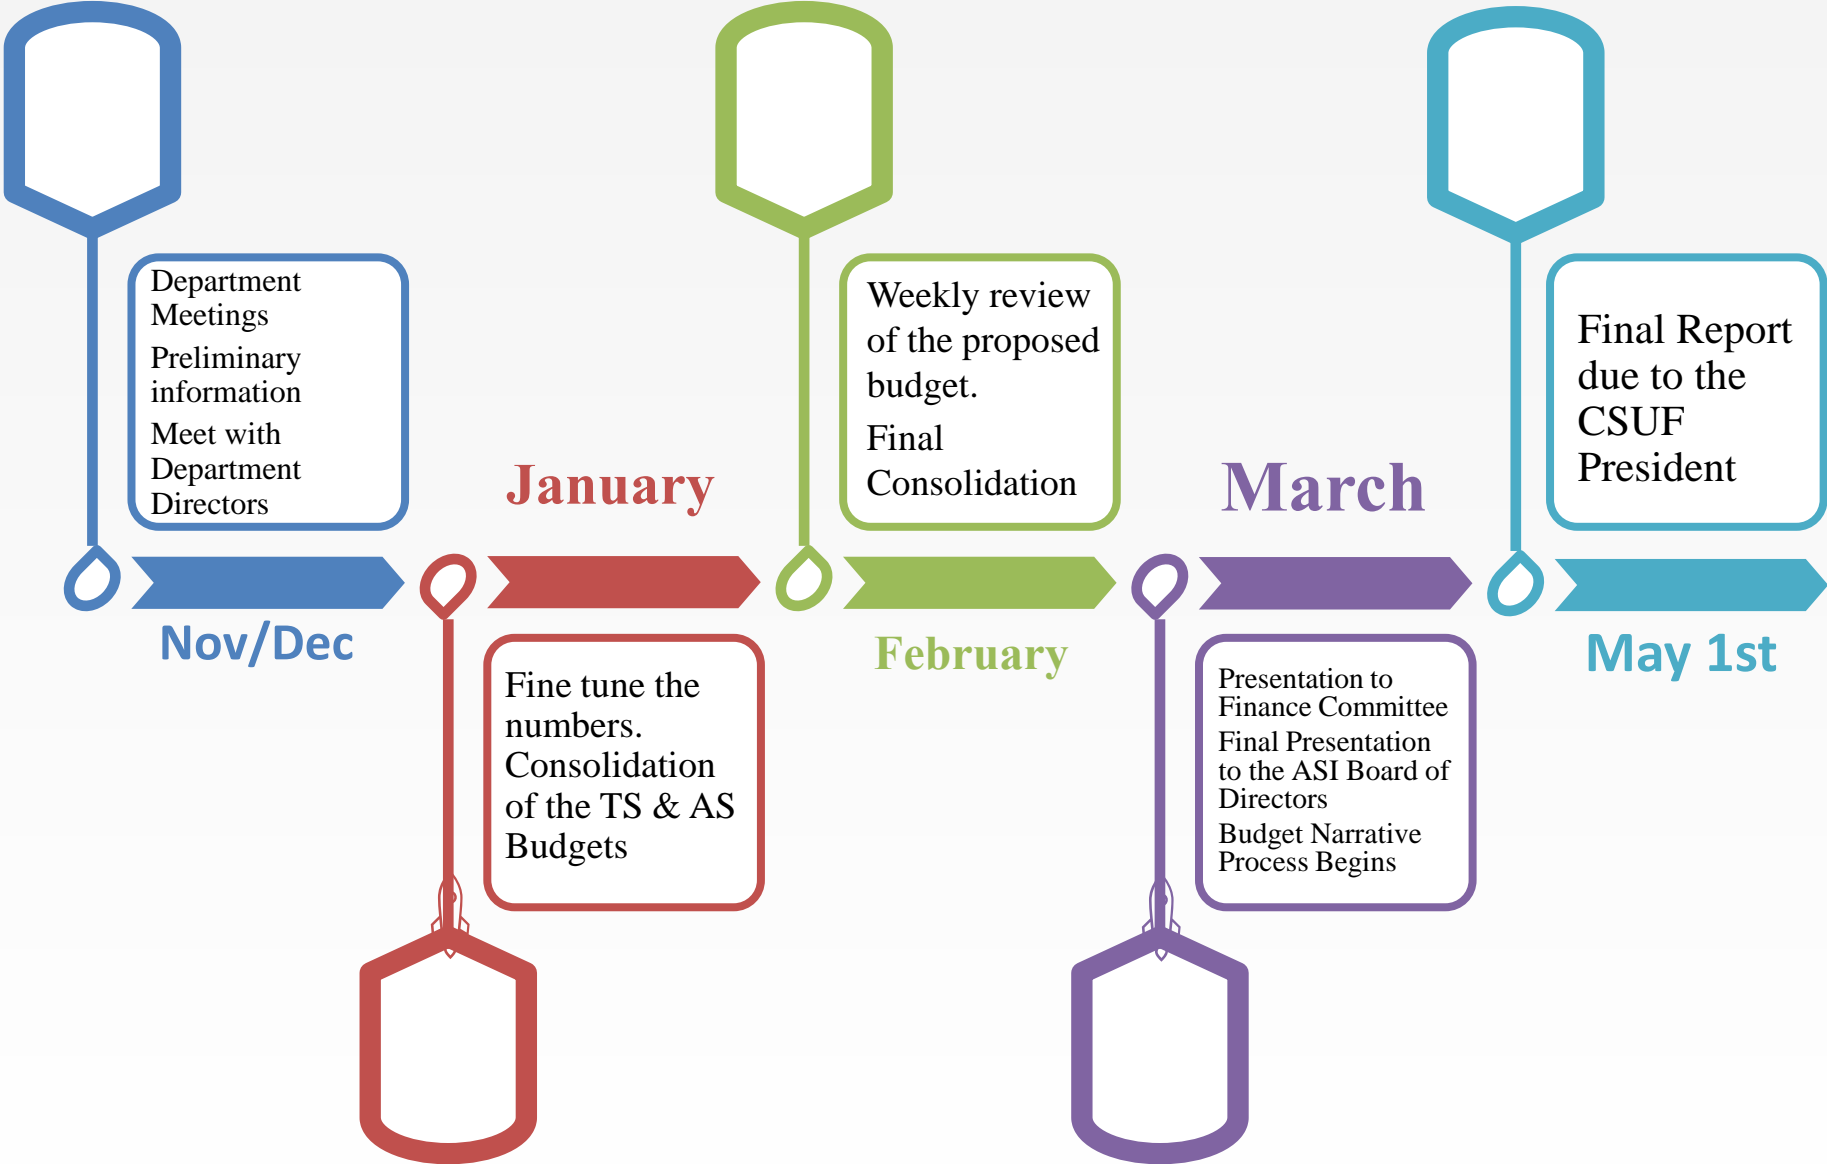 Department
Meetings
Preliminary
information
Meet with
Department
Directors
Nov/Dec
January
Fine tune the
numbers.
Consolidation
of the TS & AS
Budgets
Weekly review
of the proposed
budget.
Final
Consolidation
February
March
Presentation to
Finance Committee
Final Presentation
to the ASI Board of
Directors
Budget Narrative
Process Begins
Final Report
due to the
CSUF
President
May 1st